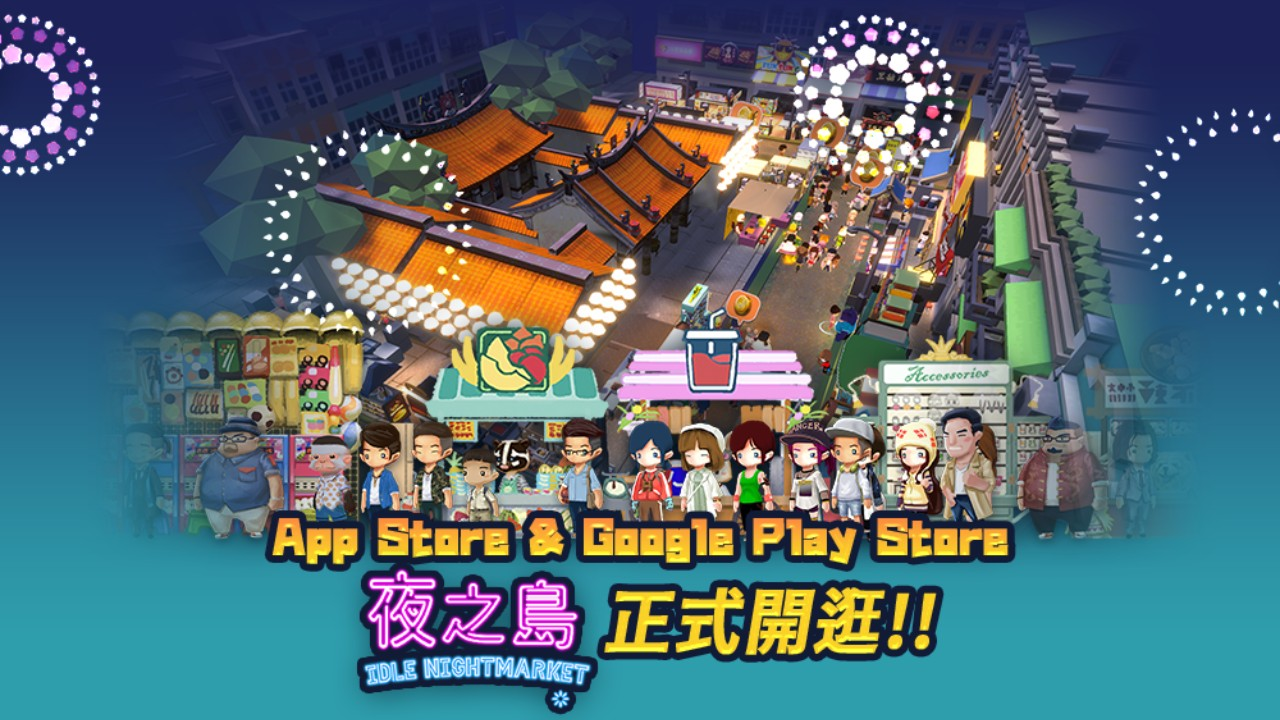 Accessories
App Store & Google Play Store
夜之島 正式開逛!!
IDLE NIGHTMARKET